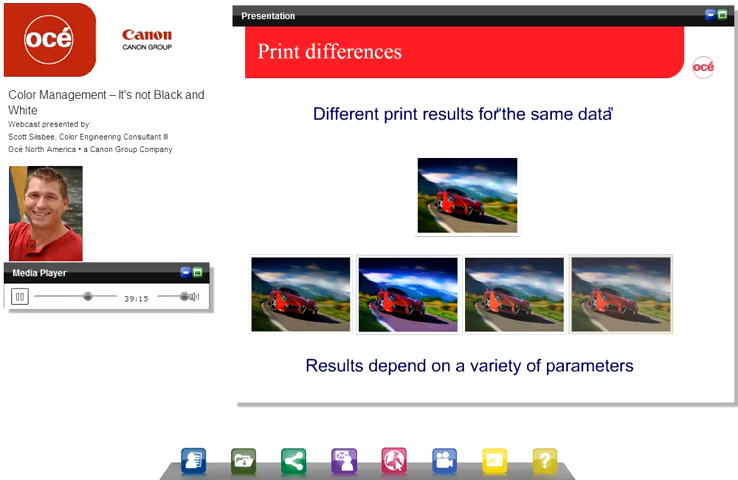 océ
Canon
CANON GROUP
Color Management – It's not Black and
White
Webcast presented by:
Scott Silsbee, Color Engineering Consultant III
Océ North America • a Canon Group Company
Media Player
39:15
Presentation
Print differences
océ
Different print results for “the same data”
Results depend on a variety of parameters
?